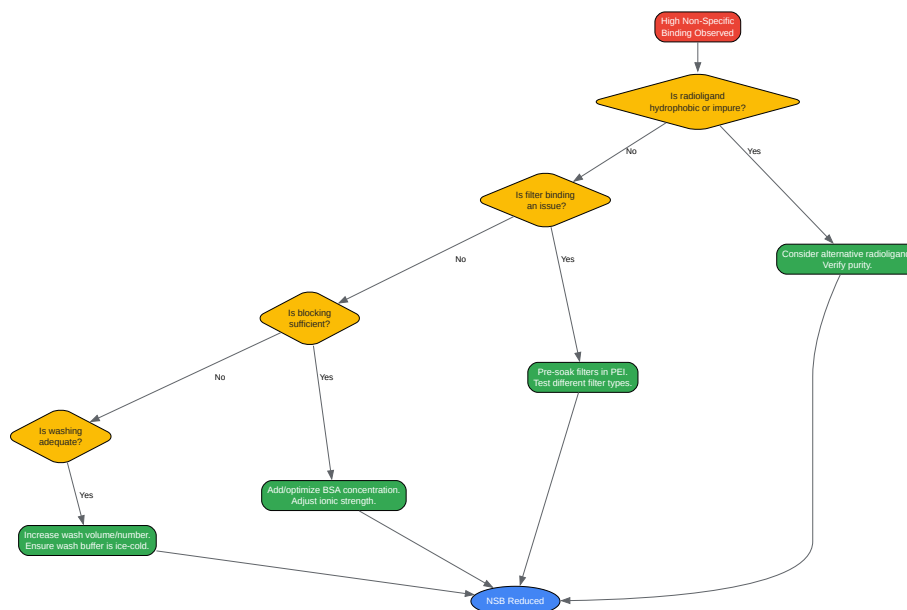 High Non-Specific
Binding Observed
Is radioligand
hydrophobic or impure?
No
Yes
Is filter binding
an issue?
No
Yes
Consider alternative radioligand
Verify purity.
Is blocking
sufficient?
No
Yes
Pre-soak filters in PEI.
Test different filter types.
Is washing
adequate?
Yes
Add/optimize BSA concentration.
Adjust ionic strength.
Increase wash volume/number.
Ensure wash buffer is ice-cold.
NSB Reduced